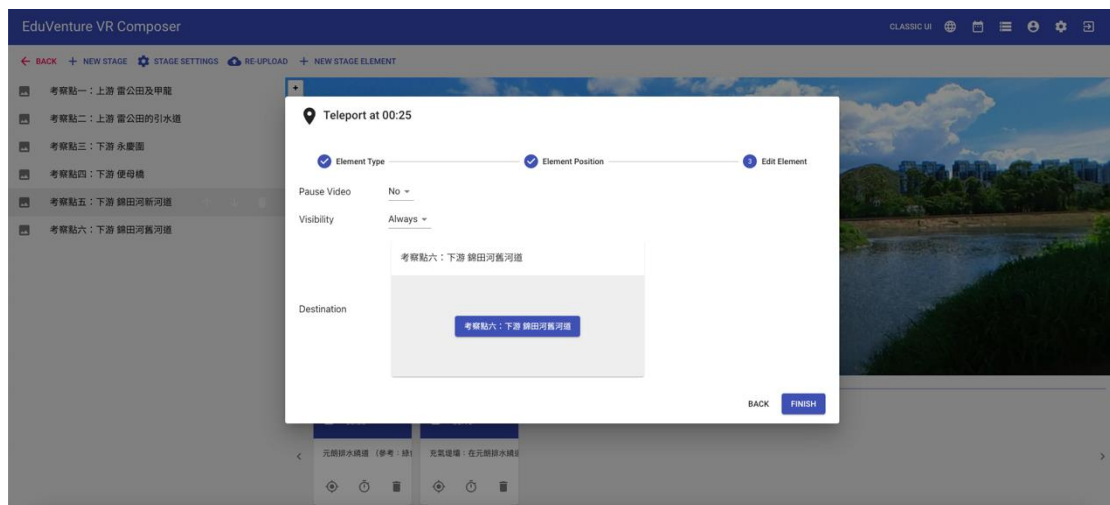 EduVenture VR Composer
CLASSIC UI
BACK + NEW STAGE STAGE SETTINGS RE-UPLOAD + NEW STAGE ELEMENT
考察點一：上游 雷公田及甲龍
考察點二：上游 雷公田的引水道
考察點三：下游 永慶圍
考察點四：下游 便母橋
考察點五：下游 錦田河新河道
考察點六：下游 錦田河舊河道
Teleport at 00:25
Element Type
Element Position
3 Edit Element
Pause Video No
Visibility Always
考察點六：下游 錦田河舊河道
Destination
考察點六：下游 錦田河舊河道
BACK FINISH
元朗排水繞道（參考：
充氣堤壩：在元朗排水繞